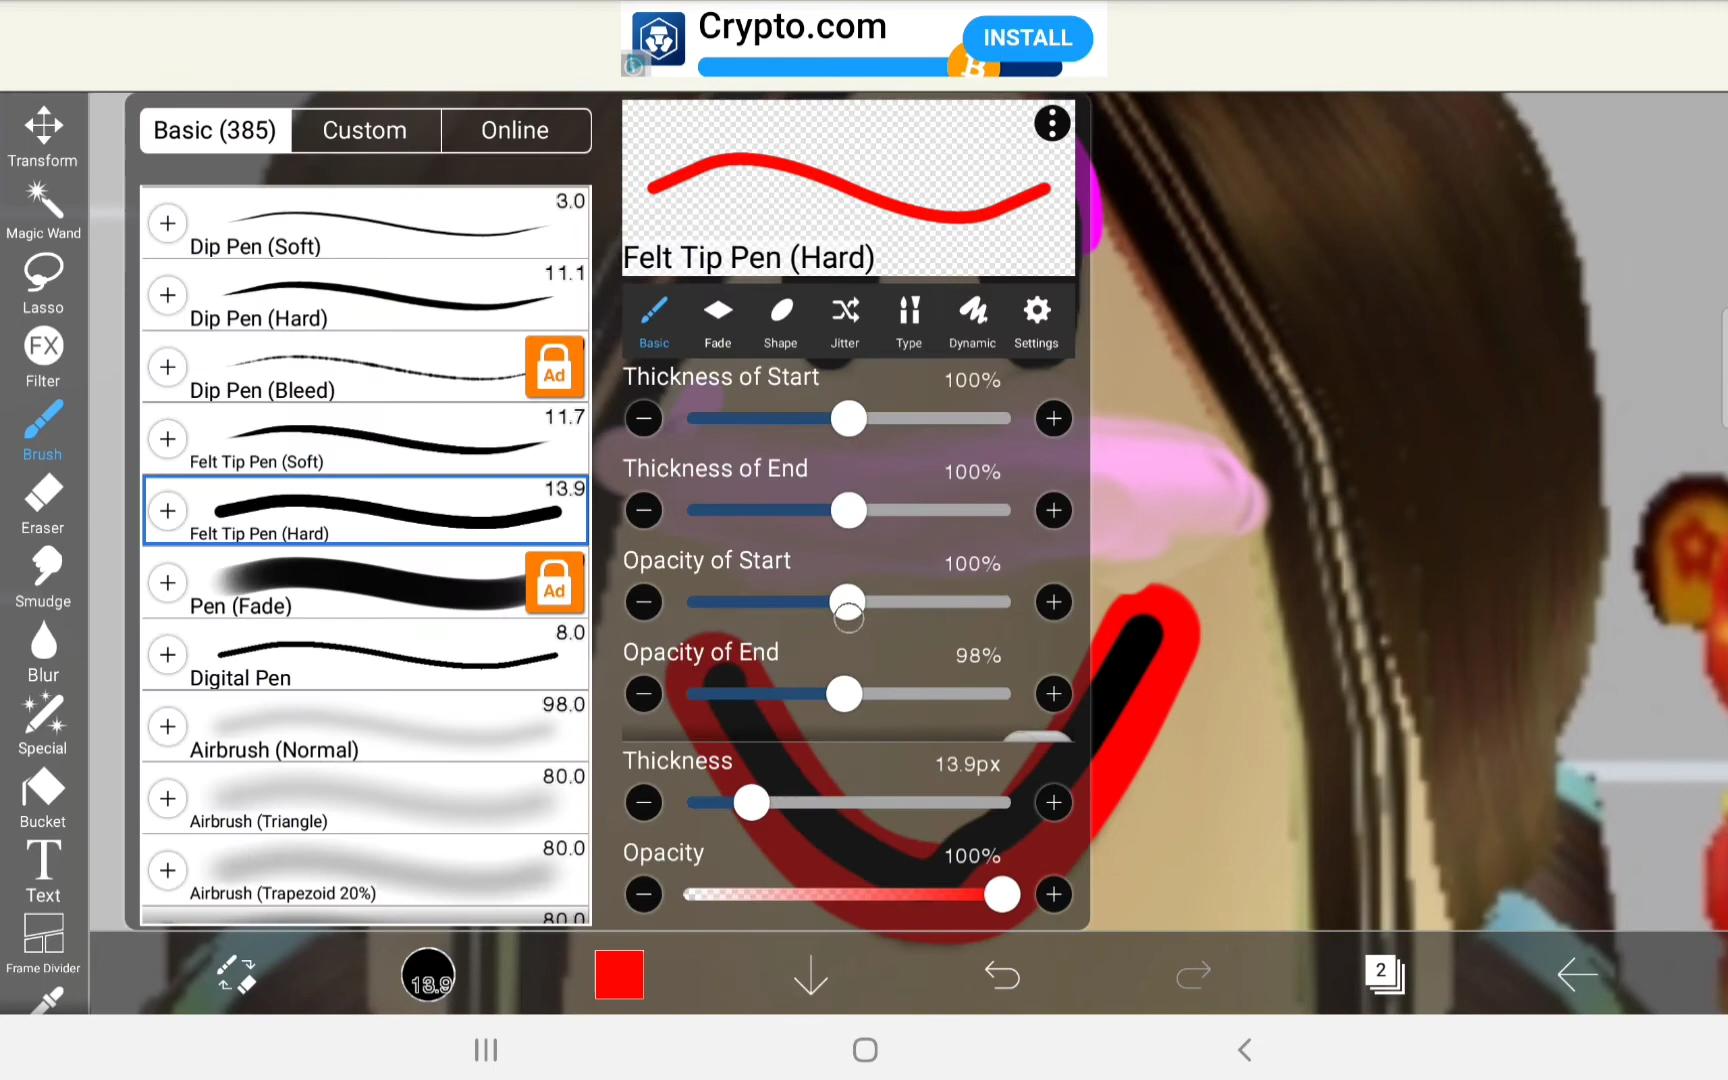 Crypto.com
INSTALL
Transform
Magic Wand
Lasso
FX
Filter
Brush
Eraser
Smudge
Blur
Special
Bucket
T
Text
Frame Divider
Basic (385)
Custom
Online
3.0
Dip Pen (Soft)
11.1
Dip Pen (Hard)
Ad
Dip Pen (Bleed)
11.7
Felt Tip Pen (Soft)
13.9
Felt Tip Pen (Hard)
Ad
Pen (Fade)
8.0
Digital Pen
98.0
Airbrush (Normal)
80.0
Airbrush (Triangle)
80.0
Airbrush (Trapezoid 20%)
80.0
Felt Tip Pen (Hard)
Basic
Fade
Shape
Jitter
Type
Dynamic
Settings
Thickness of Start 100%
Thickness of End 100%
Opacity of Start 100%
Opacity of End 98%
Thickness 13.9px
Opacity 100%
13.9
2